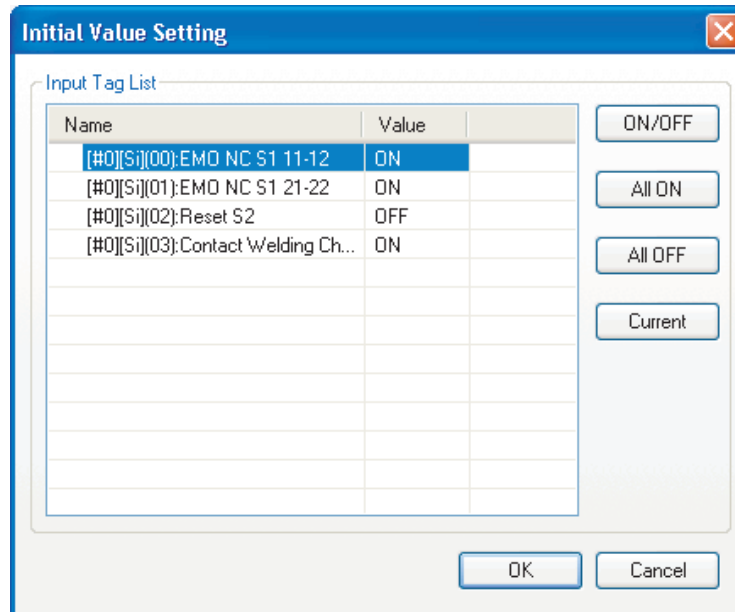 Initial Value Setting
Input Tag List
Name Value
[#0][Si](00):EMO NC S1 11-12 ON
[#0][Si](01):EMO NC S1 21-22 ON
[#0][Si](02):Reset S2 OFF
[#0][Si](03):Contact Welding Ch... ON
ON/OFF
All ON
All OFF
Current
OK Cancel